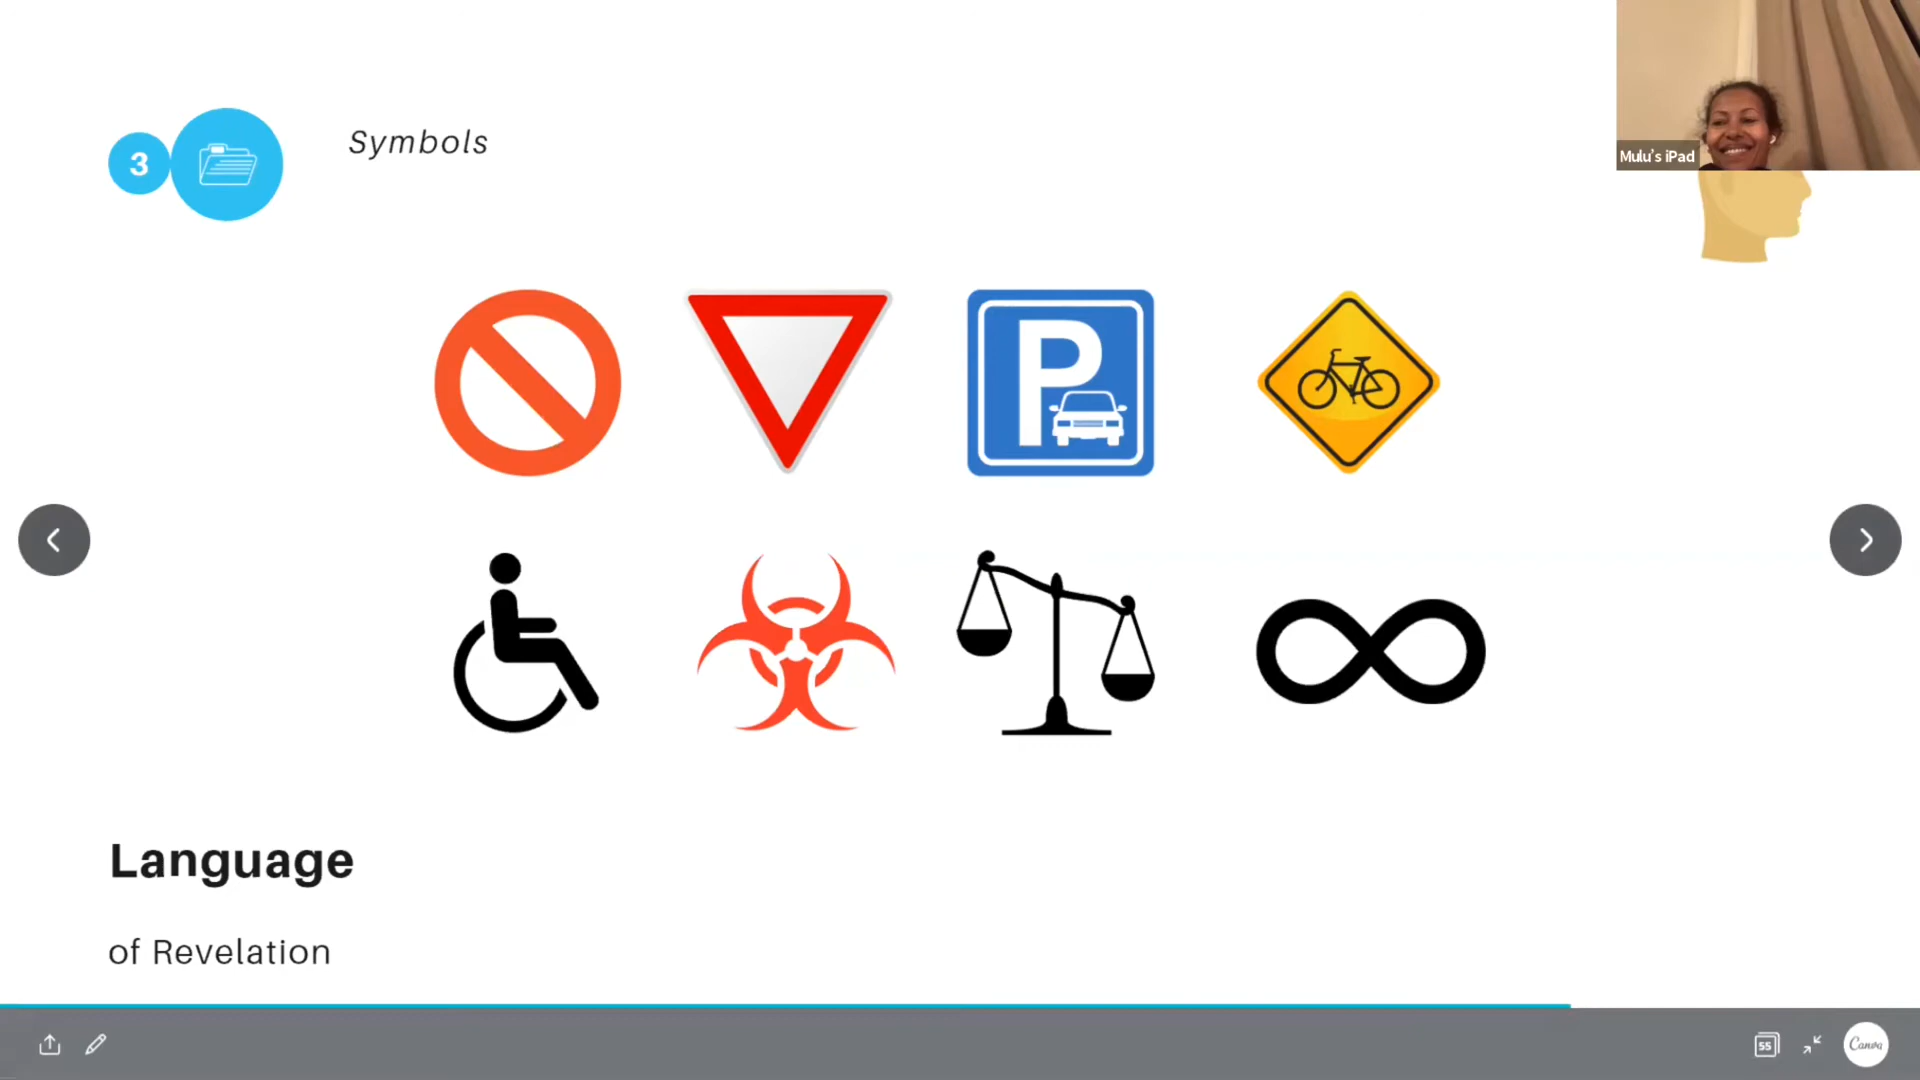 3
Symbols
Mulu's iPad
P
Language
of Revelation
55
Canva